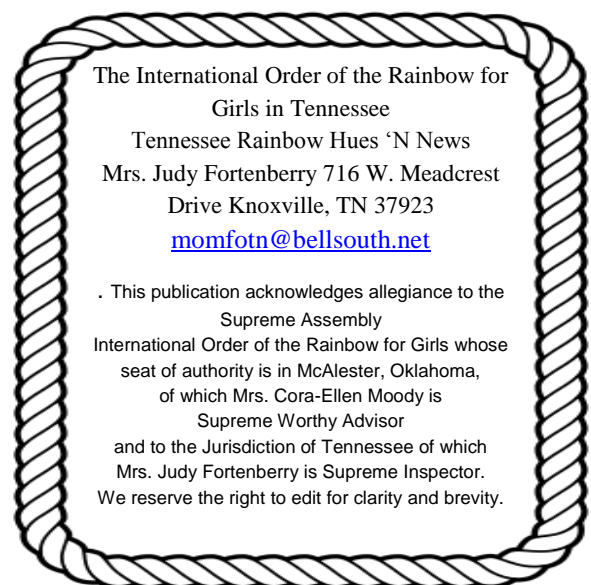 The International Order of the Rainbow for
Girls in Tennessee
Tennessee Rainbow Hues ‘N News
Mrs. Judy Fortenberry 716 W. Meadcrest
Drive Knoxville, TN 37923
momfotn@bellsouth.net
. This publication acknowledges allegiance to the
Supreme Assembly
International Order of the Rainbow for Girls whose
seat of authority is in McAlester, Oklahoma,
of which Mrs. Cora-Ellen Moody is
Supreme Worthy Advisor
and to the Jurisdiction of Tennessee of which
Mrs. Judy Fortenberry is Supreme Inspector.
We reserve the right to edit for clarity and brevity.